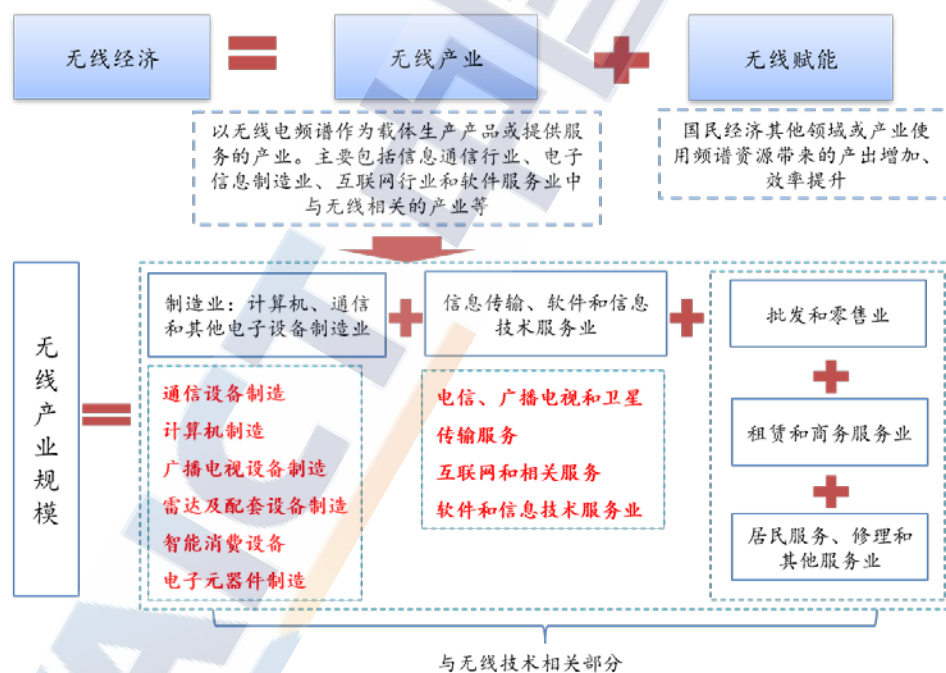 无线经济
无线产业
无线赋能
以无线电频谱作为载体生产产品或提供服
务的产业。主要包括信息通信行业、电子
信息制造业、互联网行业和软件服务业中
与无线相关的产业等
国民经济其他领域或产业使
用频谱资源带来的产出增加、
效率提升
无
线
产
业
规
模
制造业：计算机、通信
和其他电子设备制造业
信息传输、软件和信息
技术服务业
批发和零售业
通信设备制造
计算机制造
广播电视设备制造
雷达及配套设备制造
智能消费设备
电子元器件制造
电信、广播电视和卫星
传输服务
互联网和相关服务
软件和信息技术服务业
租赁和商务服务业
居民服务、修理和
其他服务业
与无线技术相关部分